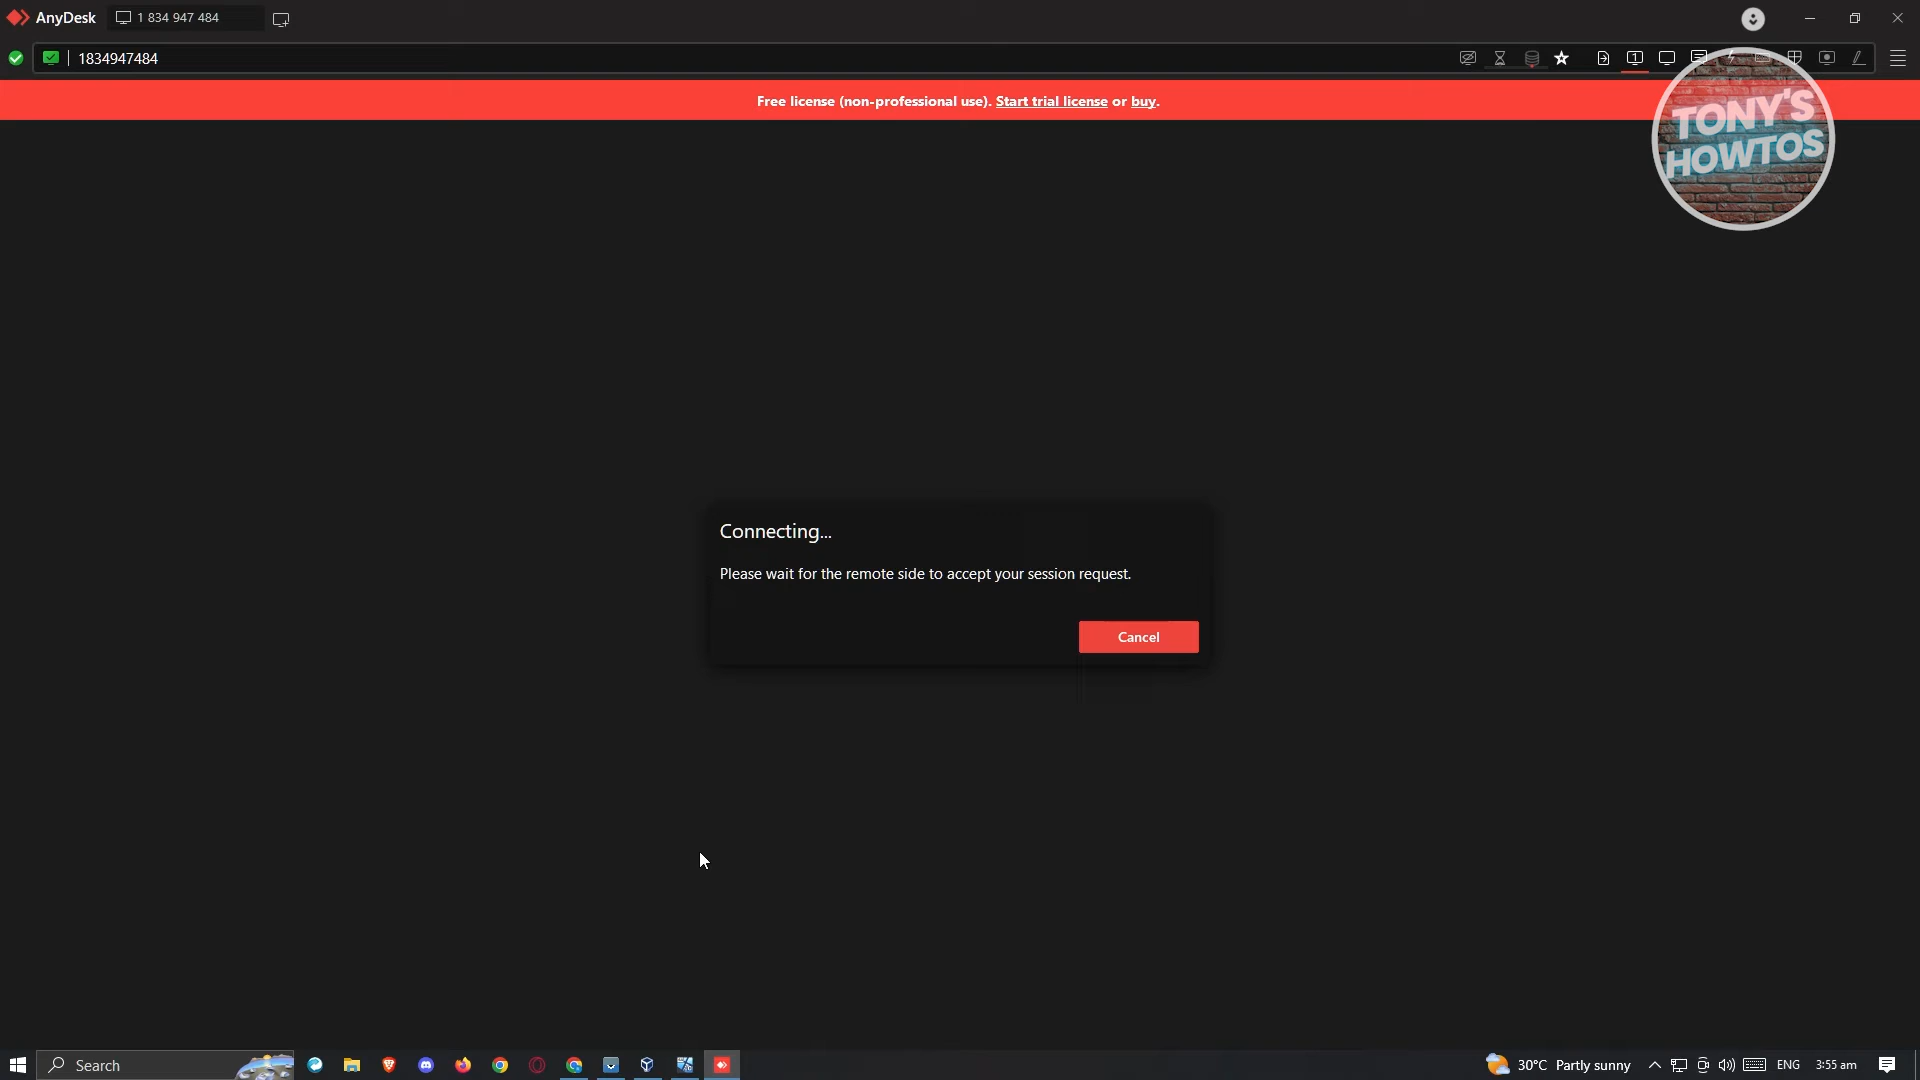 AnyDesk
1 834 947 484
1834947484
Free license (non-professional use). Start trial license or buy.
TONY'S
HOWTOS
Connecting...
Please wait for the remote side to accept your session request.
Cancel
Search
30°C Partly sunny
ENG
3:55 am